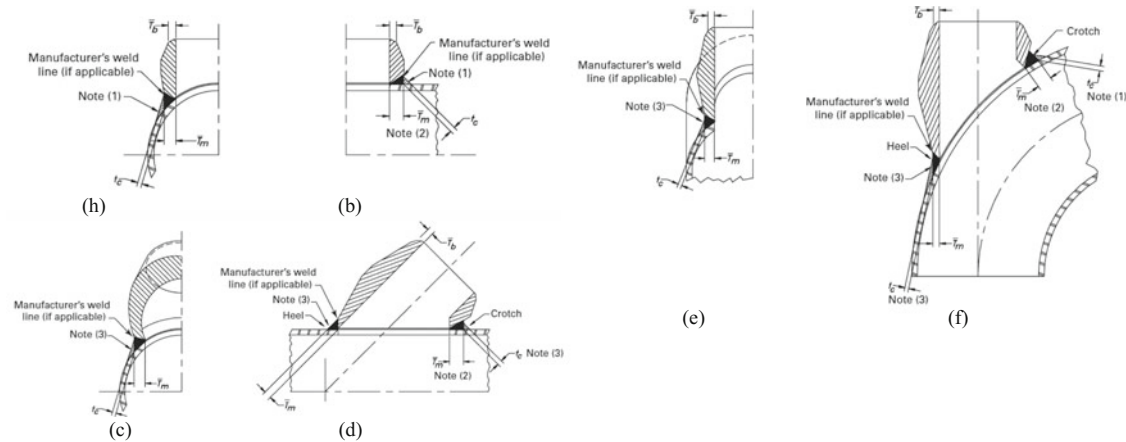 T̄b
Manufacturer's weld
line (if applicable)
Note (1)
T̄m
tc
(h)
T̄b
Manufacturer's weld
line (if applicable)
Note (1)
tc
T̄m
Note (2)
(b)
Manufacturer's weld
line (if applicable)
Note (3)
T̄m
tc
(c)
T̄b
Manufacturer's weld
line (if applicable)
Note (3)
Heel
Crotch
tc Note (3)
T̄m
Note (2)
T̄m
(d)
T̄b
Manufacturer's weld
line (if applicable)
Note (3)
T̄m
tc
(e)
T̄b
Crotch
tc
Note (1)
T̄m
Note (2)
Manufacturer's weld
line (if applicable)
Heel
Note (3)
T̄m
tc
Note (3)
(f)